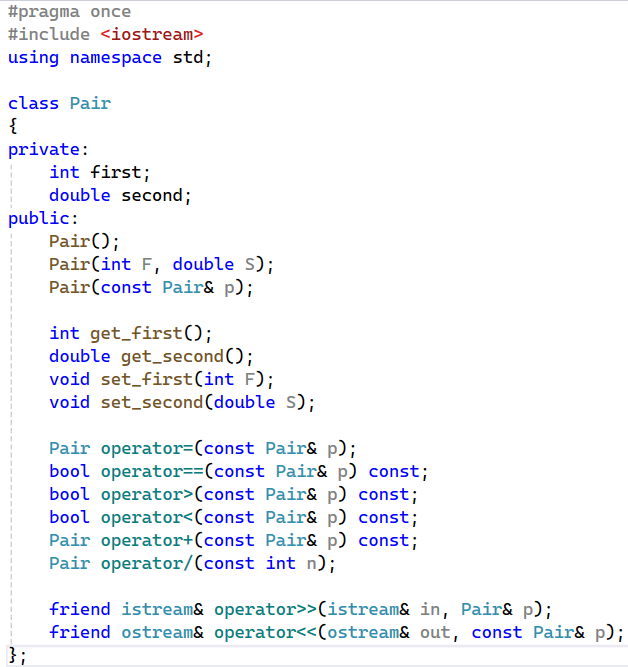 #pragma once
#include <iostream>
using namespace std;
class Pair
{
private:
int first;
double second;
public:
Pair();
Pair(int F, double S);
Pair(const Pair& p);
int get_first();
double get_second();
void set_first(int F);
void set_second(double S);
Pair operator=(const Pair& p);
bool operator==(const Pair& p) const;
bool operator>(const Pair& p) const;
bool operator<(const Pair& p) const;
Pair operator+(const Pair& p) const;
Pair operator/(const int n);
friend istream& operator>>(istream& in, Pair& p);
friend ostream& operator<<(ostream& out, const Pair& p);
};